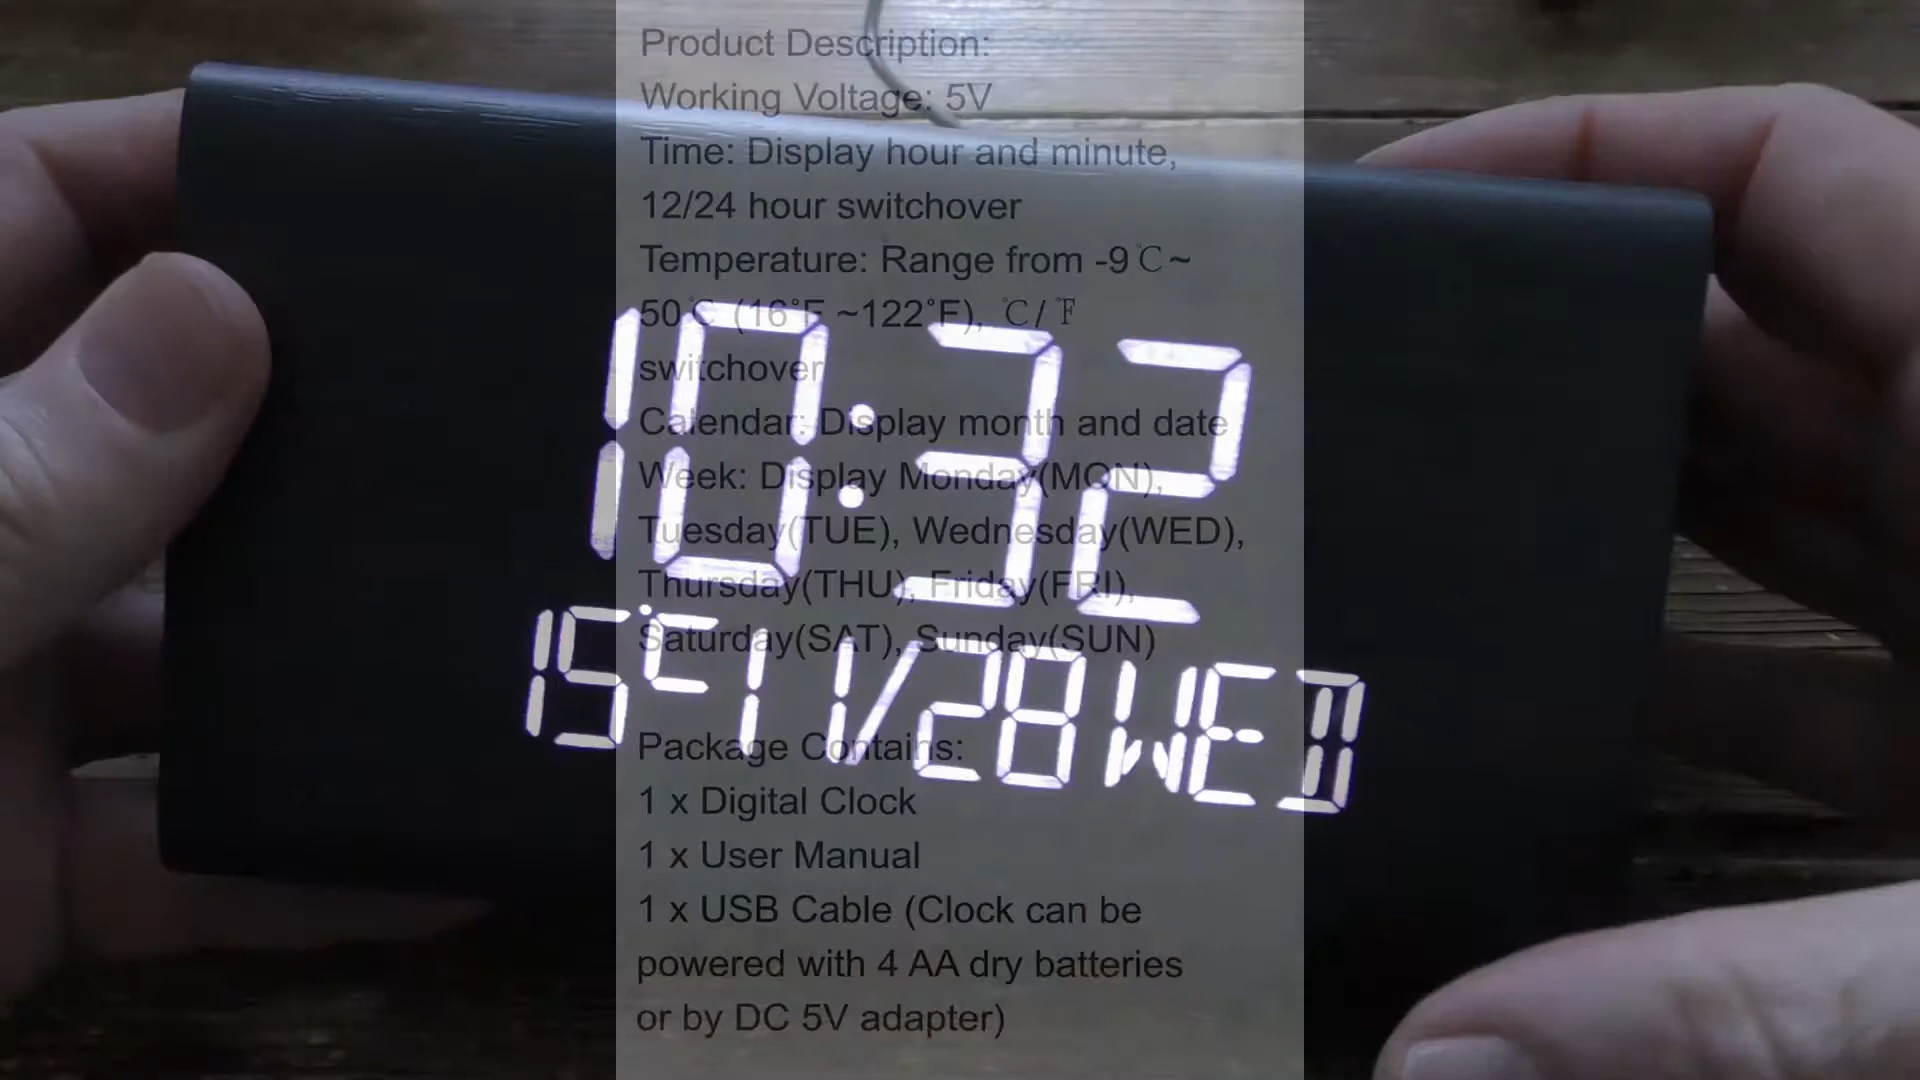 Product Description:
Working Voltage: 5V
Time: Display hour and minute,
12/24 hour switchover
Temperature: Range from -9℃~
50℃ (16°F ~122°F), ℃/℉
switchover
Calendar: Display month and date
Week: Display Monday(MON),
Tuesday(TUE), Wednesday(WED),
Thursday(THU), Friday(FRI),
Saturday(SAT), Sunday(SUN)
Package Contains:
1 x Digital Clock
1 x User Manual
1 x USB Cable (Clock can be
powered with 4 AA dry batteries
or by DC 5V adapter)
10:32
15°C 11/28 WED